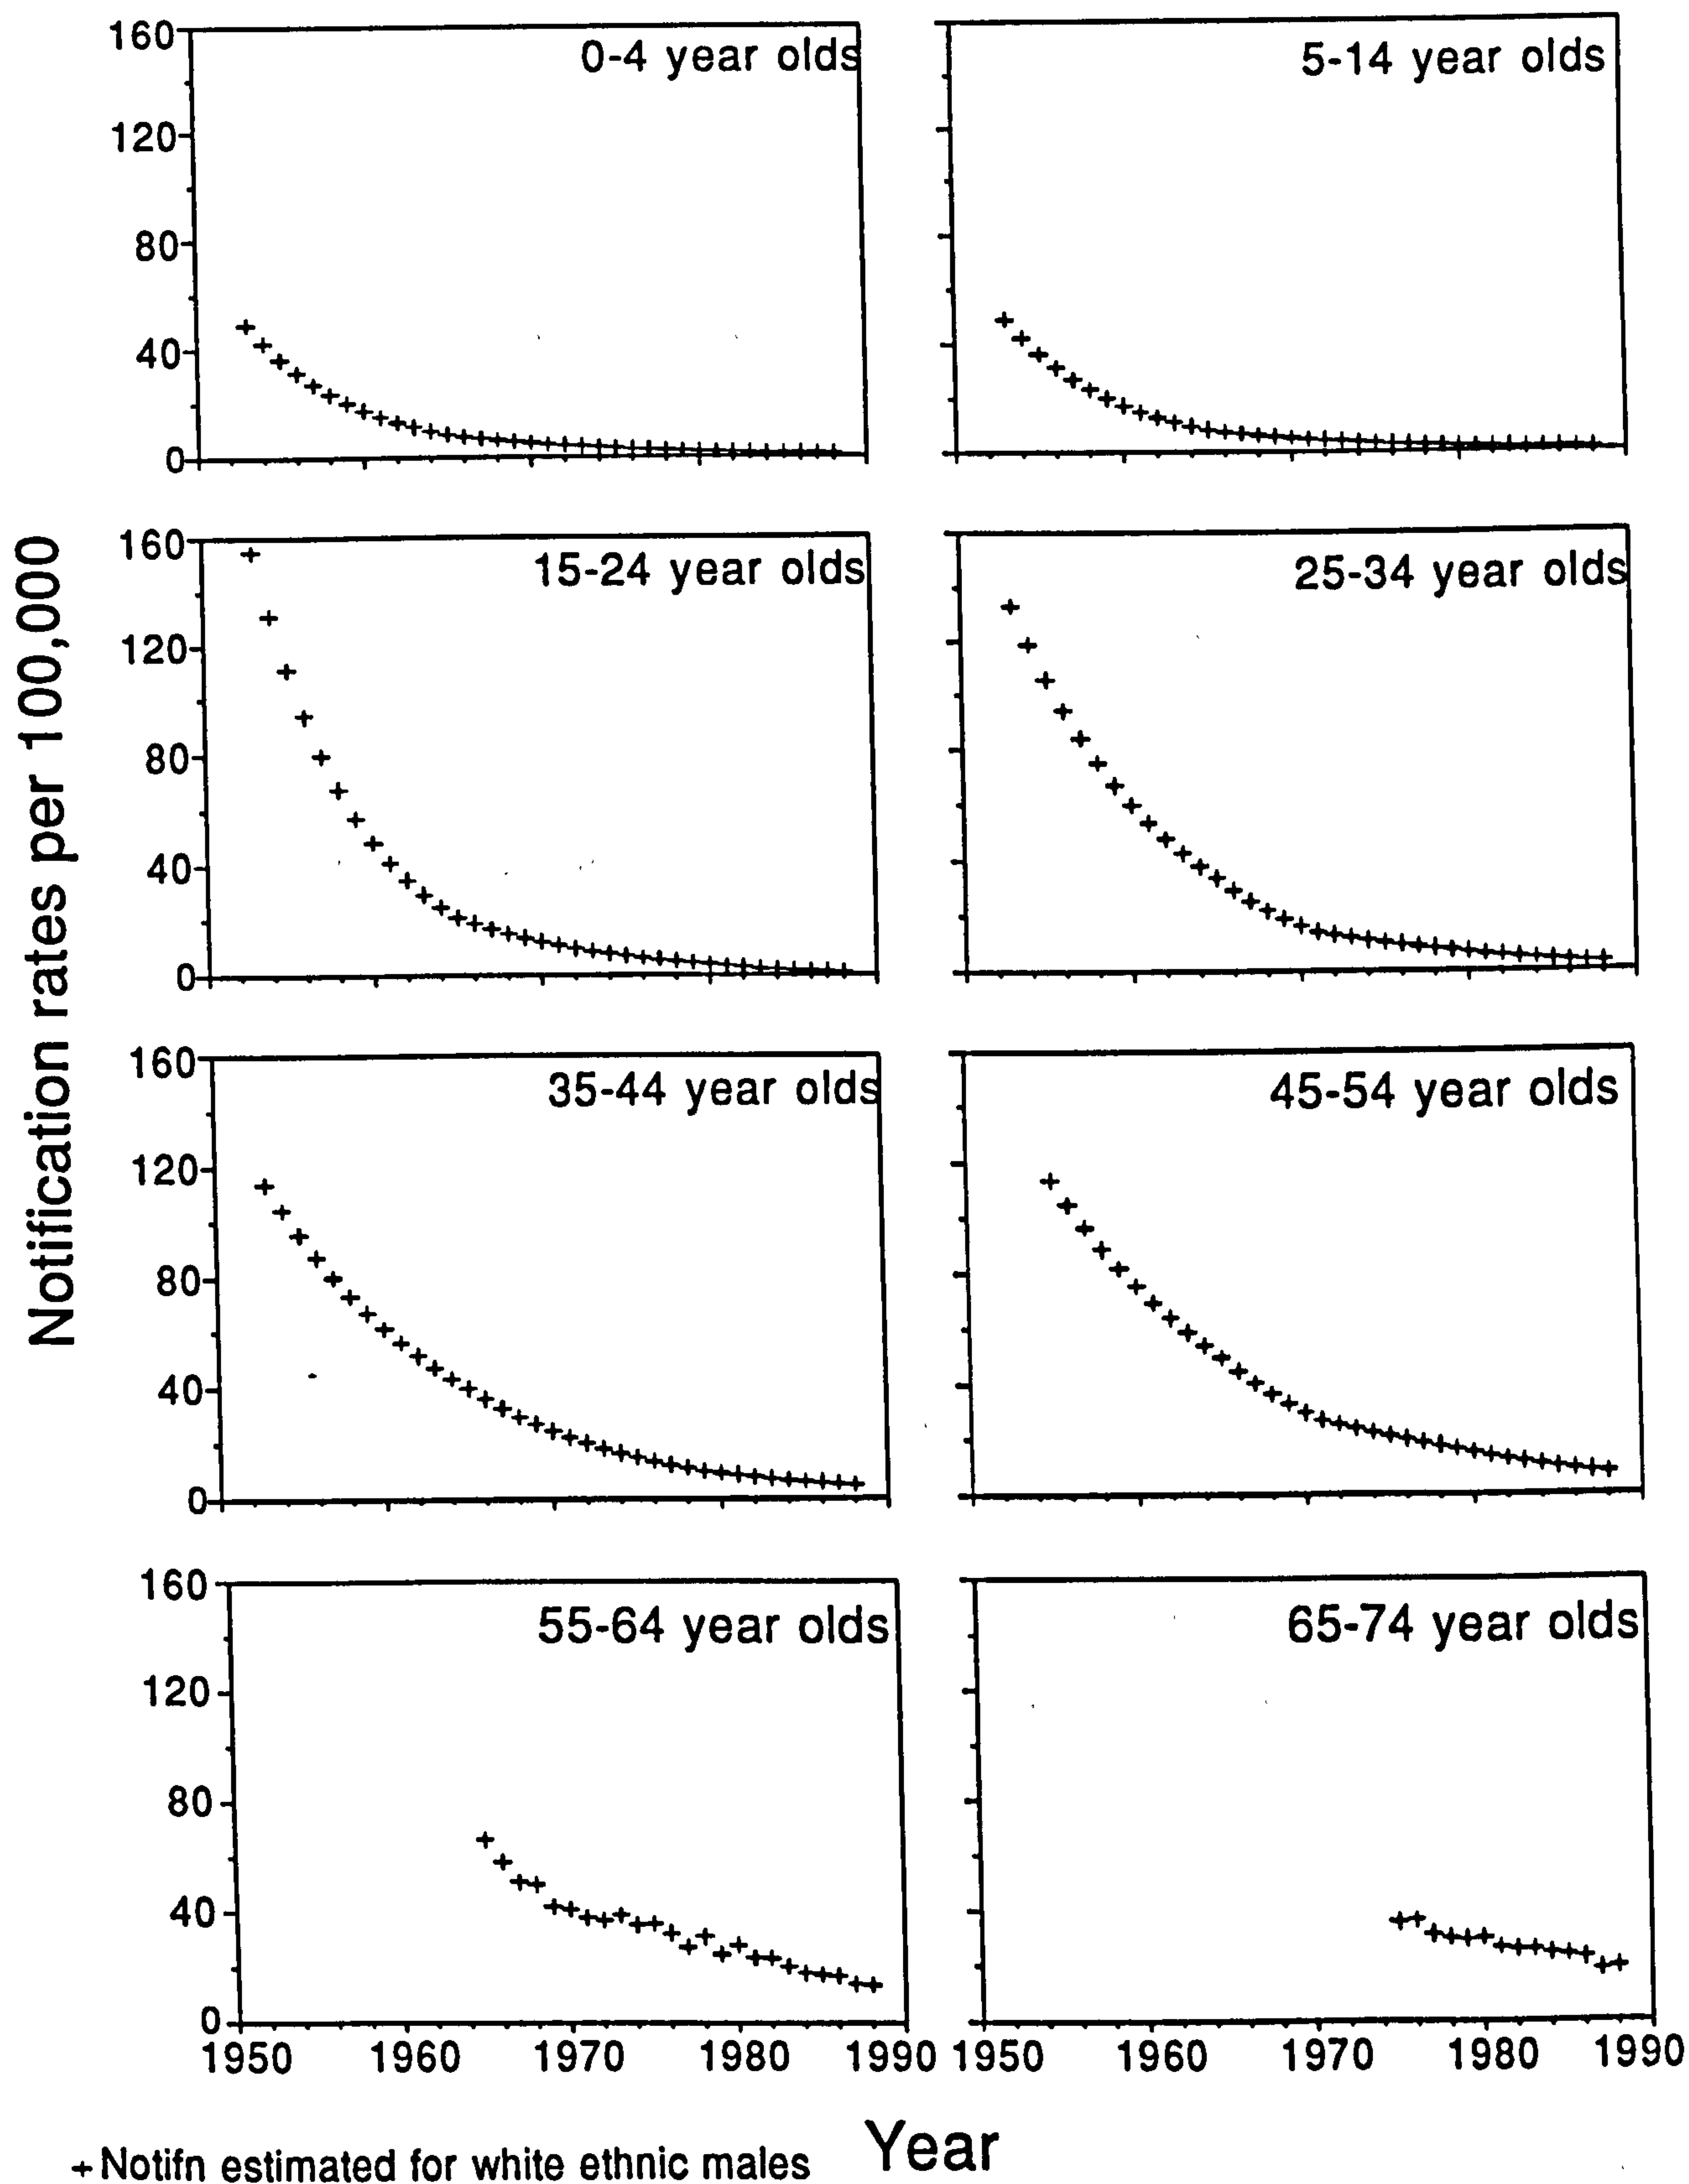 160
120
80
40
0
0-4 year olds
5-14 year olds
160
120
80
40
0
15-24 year olds
25-34 year olds
Notification rates per 100,000
160
120
80
40
0
35-44 year olds
45-54 year olds
160
120
80
40
0
55-64 year olds
65-74 year olds
1950 1960 1970 1980 1990 1950 1960 1970 1980 1990
Year
+Notifn estimated for white ethnic males